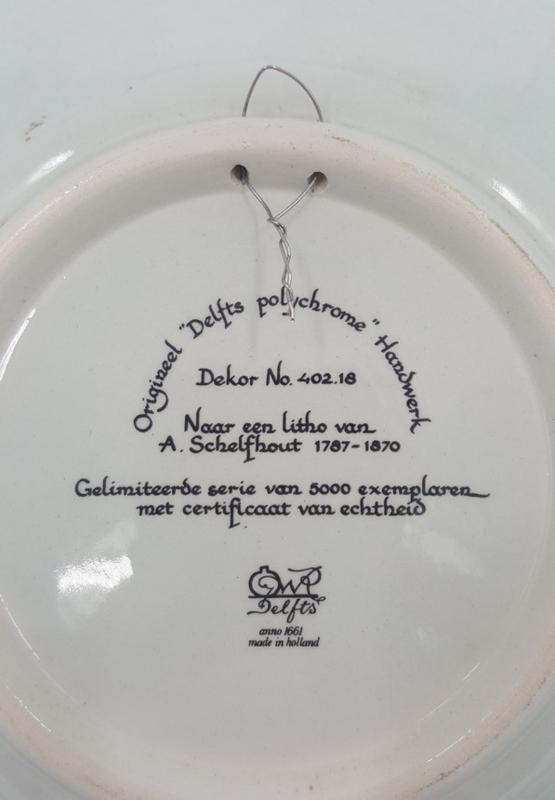 Origineel "Delfts polychrome" Handwerk
Dekor No. 402.18
Naar een litho van
A. Schelfhout 1787-1870
Gelimiteerde serie van 5000 exemplaren
met certificaat van echtheid
Delfts
anno 1661
made in holland